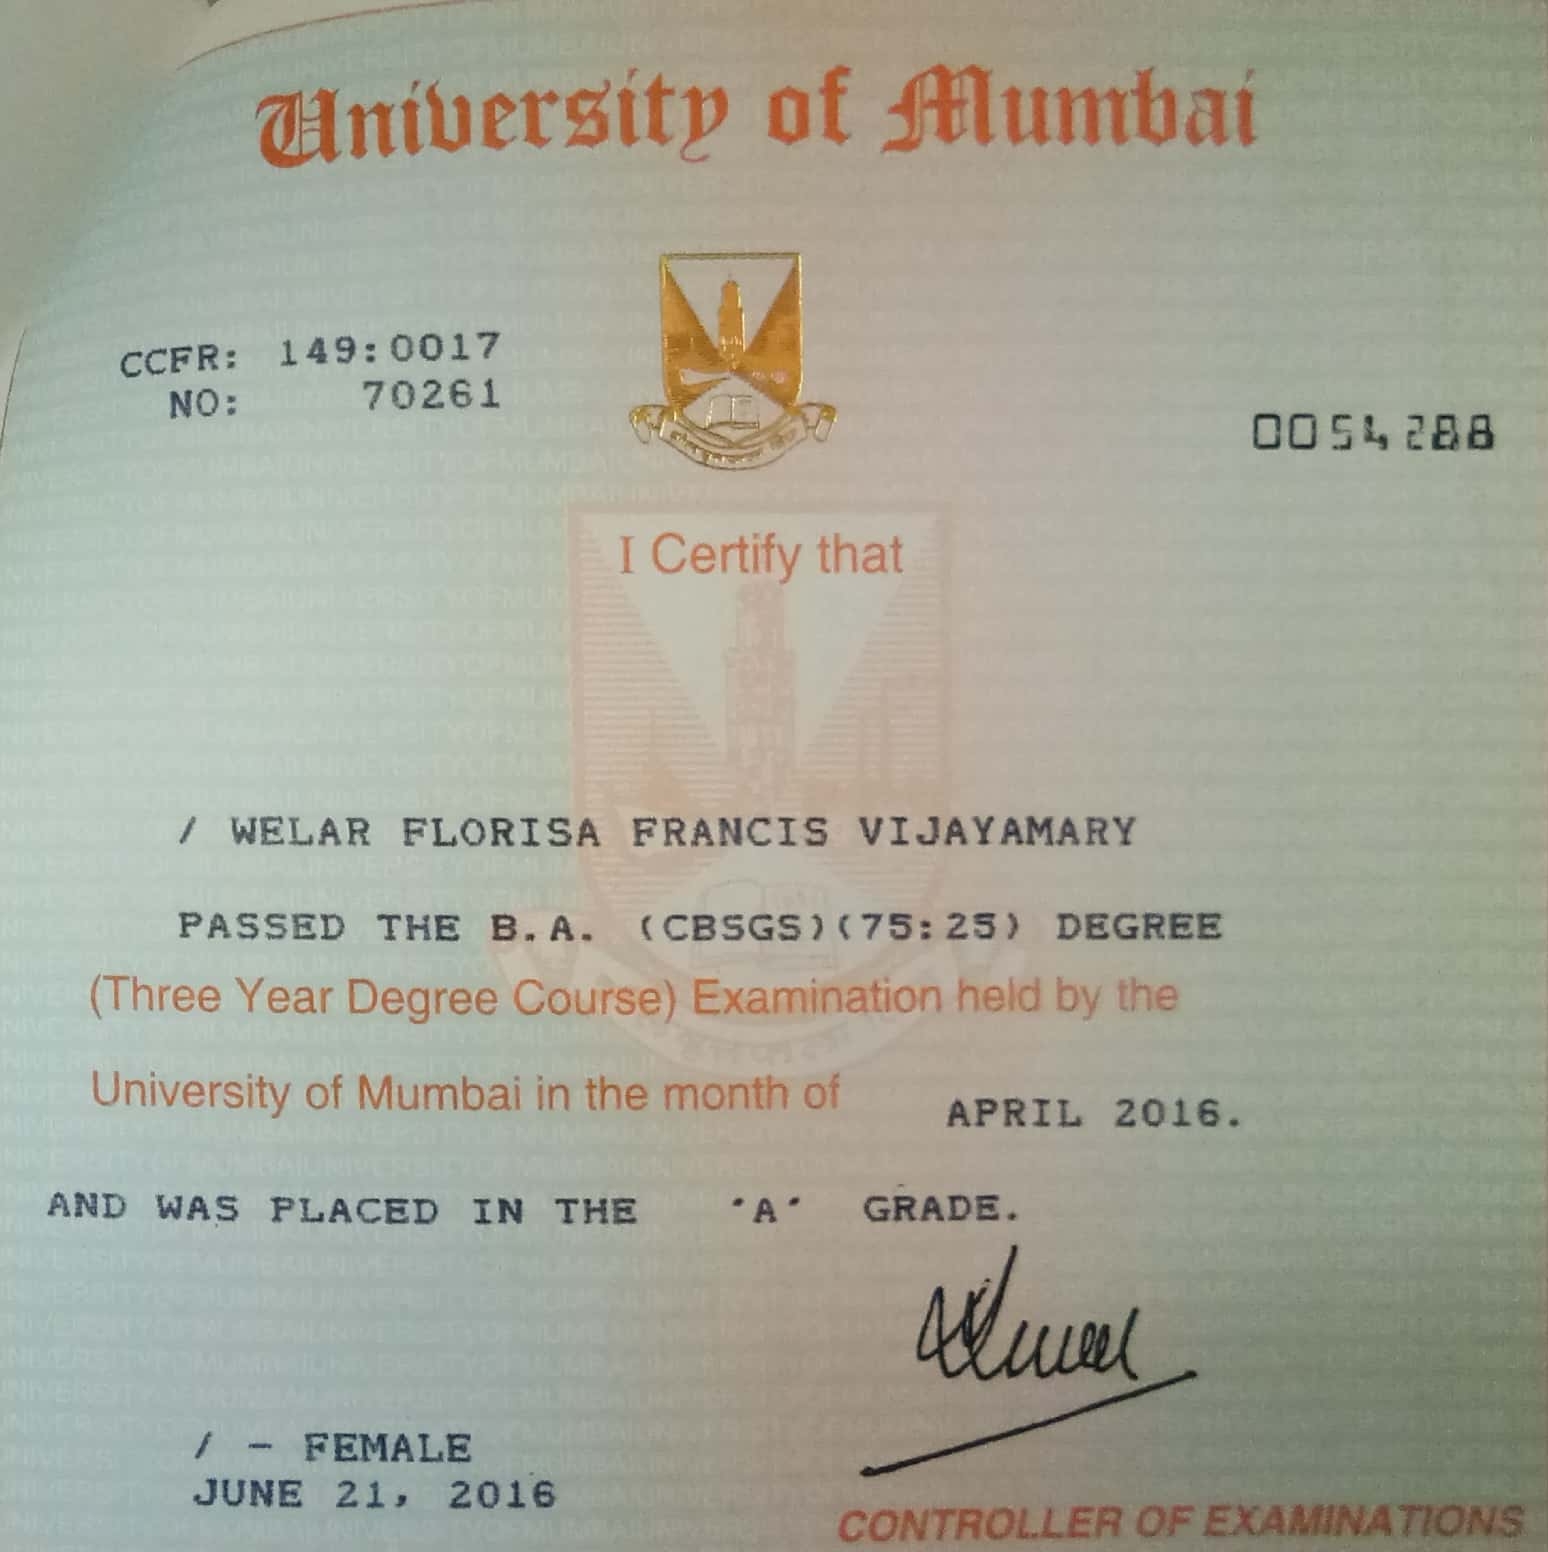 University of Mumbai
CCFR: 149:0017
NO: 70261
0054288
I Certify that
/ WELAR FLORISA FRANCIS VIJAYAMARY
PASSED THE B.A. (CBSGS)(75:25) DEGREE
(Three Year Degree Course) Examination held by the
University of Mumbai in the month of APRIL 2016.
AND WAS PLACED IN THE 'A' GRADE.
/ - FEMALE
JUNE 21, 2016
CONTROLLER OF EXAMINATIONS